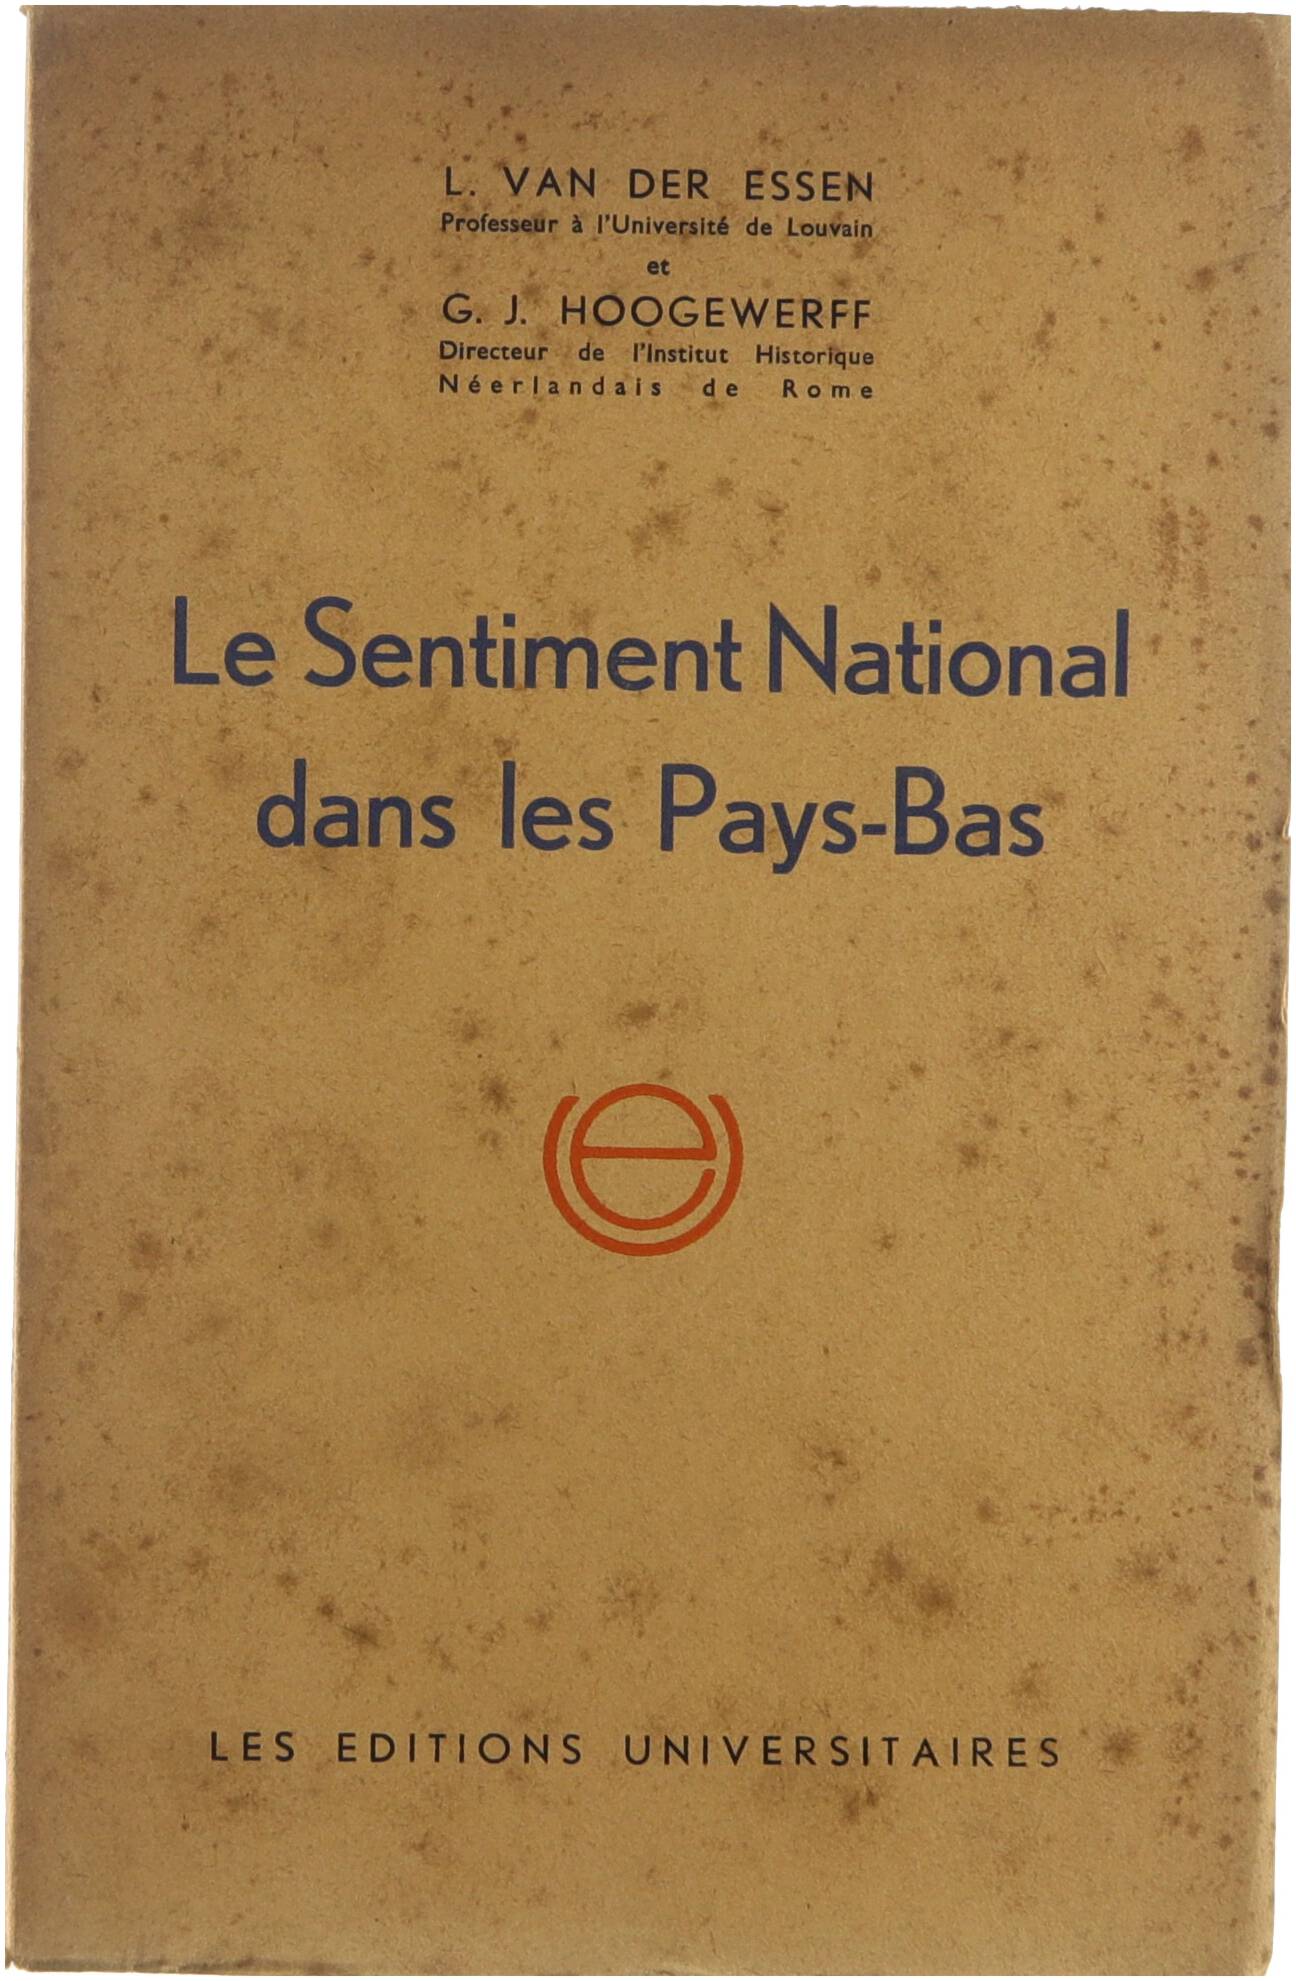 L. VAN DER ESSEN
Professeur à l'Université de Louvain
et
G. J. HOOGEWERFF
Directeur de l'Institut Historique
Néerlandais de Rome
Le Sentiment National
dans les Pays-Bas
LES EDITIONS UNIVERSITAIRES